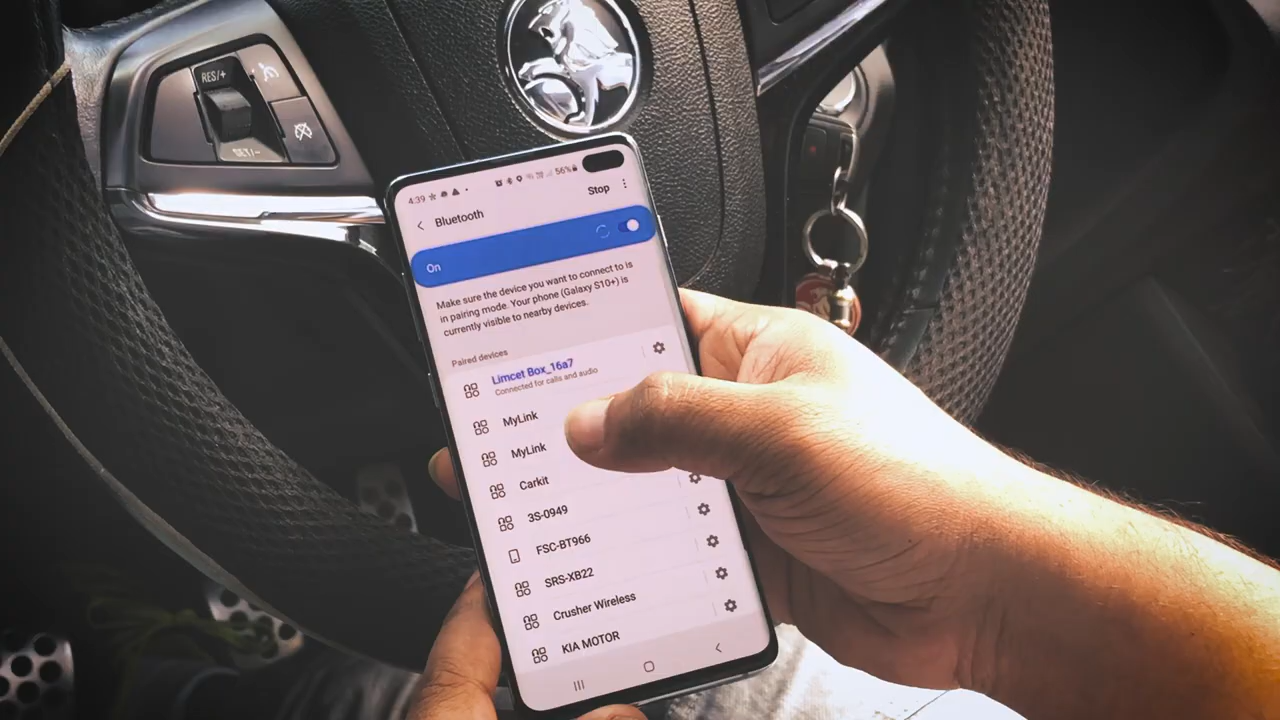 RES/+
SET/-
4:39
56%
Stop
Bluetooth
On
Make sure the device you want to connect to is
in pairing mode. Your phone (Galaxy S10+) is
currently visible to nearby devices.
Paired devices
Limcet Box_16a7
Connected for calls and audio
MyLink
MyLink
Carkit
3S-0949
FSC-BT966
SRS-XB22
Crusher Wireless
KIA MOTOR